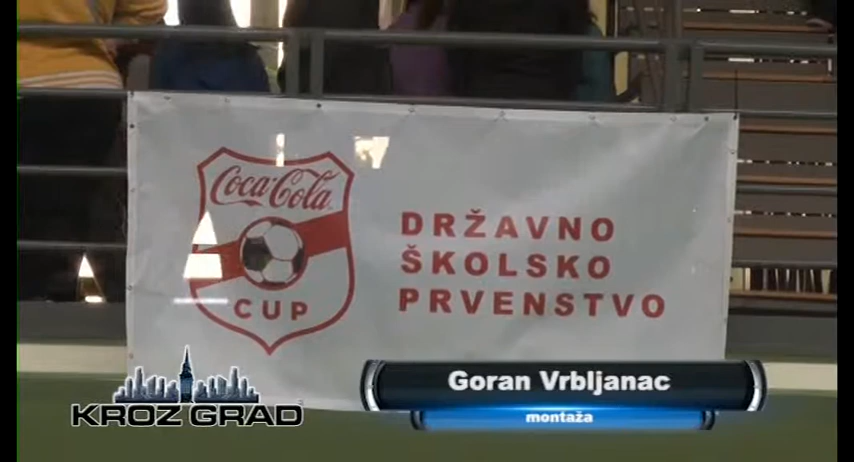 Coca-Cola
CUP
DRŽAVNO
ŠKOLSKO
PRVENSTVO
KROZ GRAD
Goran Vrbljanac
montaža